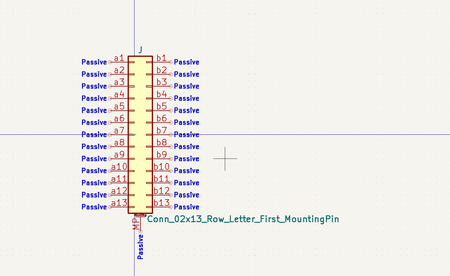 J
Passive a1 b1 Passive
Passive a2 b2 Passive
Passive a3 b3 Passive
Passive a4 b4 Passive
Passive a5 b5 Passive
Passive a6 b6 Passive
Passive a7 b7 Passive
Passive a8 b8 Passive
Passive a9 b9 Passive
Passive a10 b10 Passive
Passive a11 b11 Passive
Passive a12 b12 Passive
Passive a13 b13 Passive
Conn_02x13_Row_Letter_First_MountingPin
MP
Passive